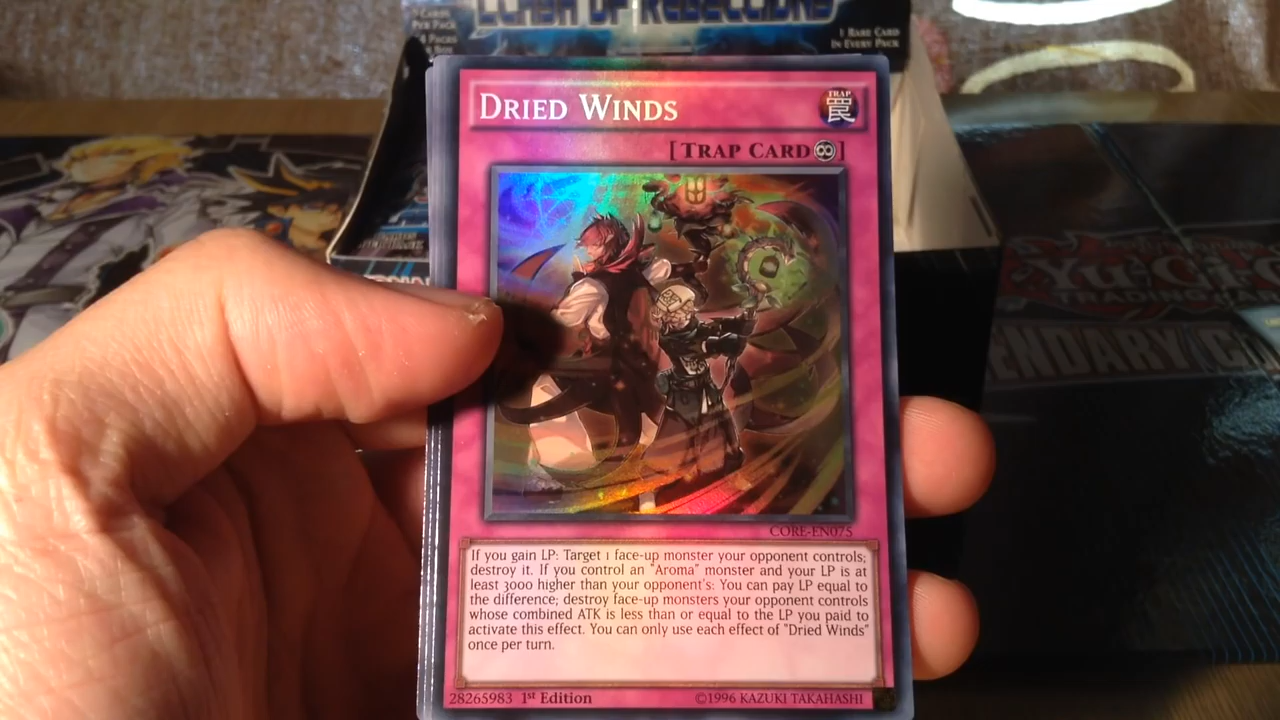 CLASH OF REBELLIONS
PER PACK
1 RARE CARD
IN EVERY PACK
DRIED WINDS
TRAP
罠
[TRAP CARD ]
CORE-EN075
If you gain LP: Target 1 face-up monster your opponent controls;
destroy it. If you control an "Aroma" monster and your LP is at
least 3000 higher than your opponent's: You can pay LP equal to
the difference; destroy face-up monsters your opponent controls
whose combined ATK is less than or equal to the LP you paid to
activate this effect. You can only use each effect of "Dried Winds"
once per turn.
28265983 1st Edition
©1996 KAZUKI TAKAHASHI
Yu-Gi-O
TRADING CA
ENDARY C